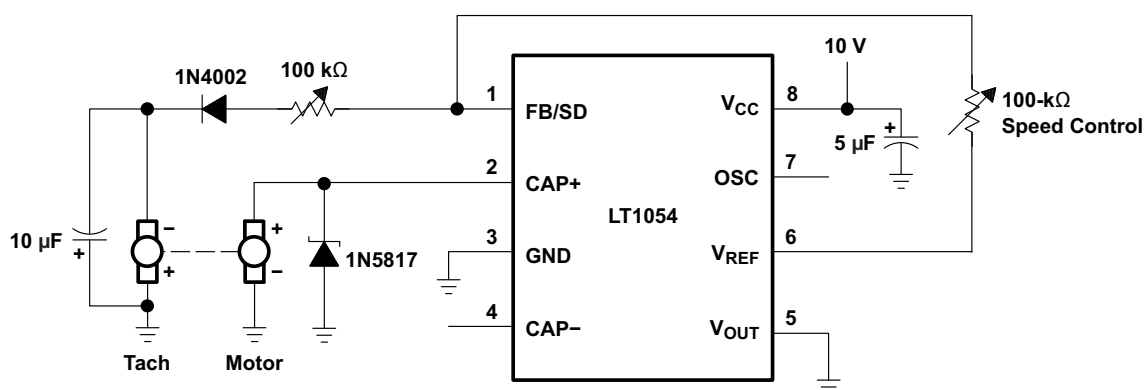 10 V
1N4002
100 kΩ
1
FB/SD
VCC
8
100-kΩ
Speed Control
+
5 µF
2
CAP+
OSC
7
LT1054
10 µF
+
−
+
+
−
1N5817
3
GND
VREF
6
4
CAP−
VOUT
5
Tach
Motor